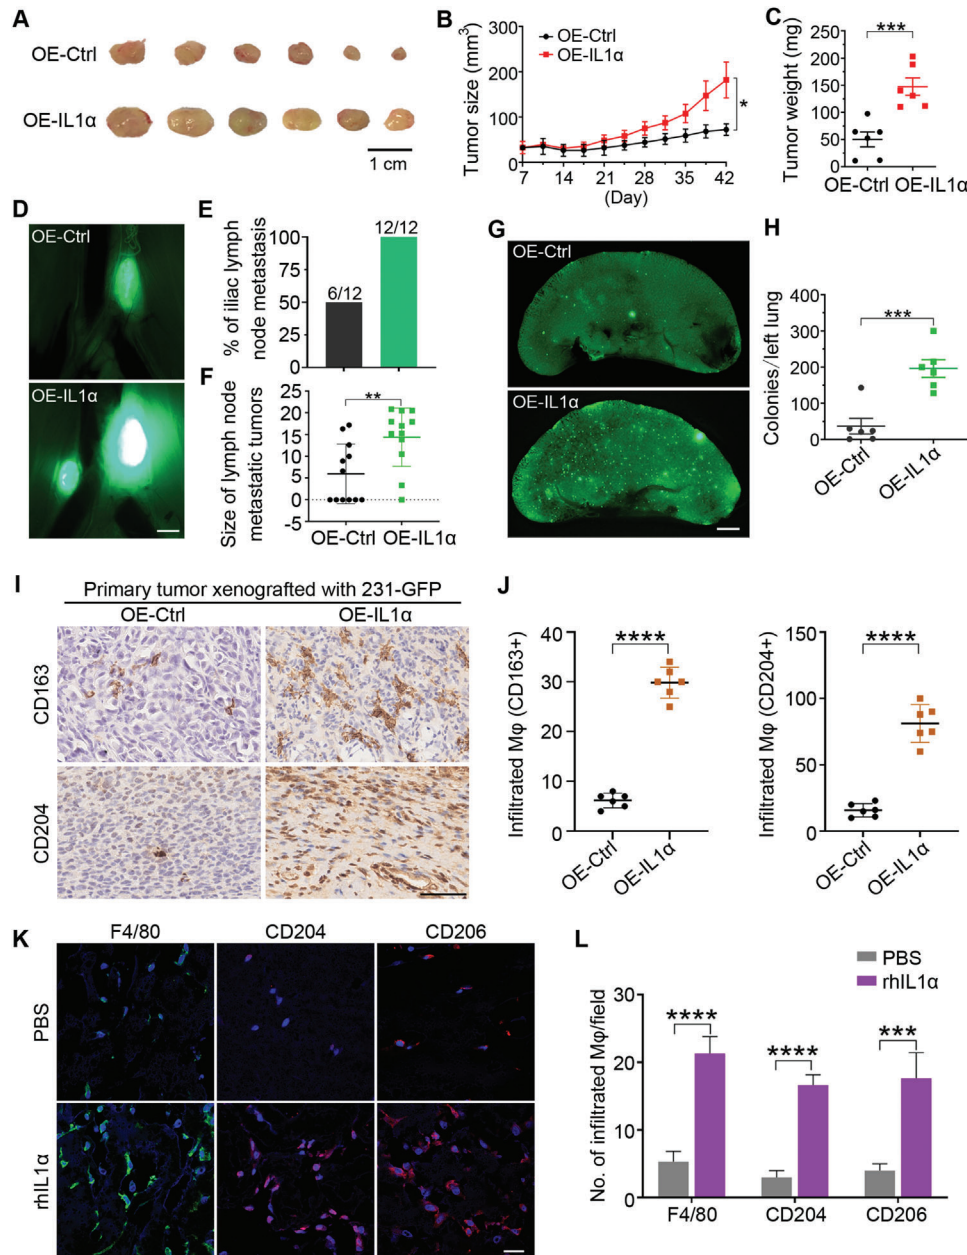 A
OE-Ctrl
OE-IL1α
1 cm
B
Tumor size (mm3)
300
200
100
0
7 14 21 28 35 42
(Day)
OE-Ctrl
OE-IL1α
*
C
Tumor weight (mg)
250
200
150
100
50
0
***
OE-Ctrl OE-IL1α
D
OE-Ctrl
OE-IL1α
E
% of iliac lymph
node metastasis
100
75
50
25
0
6/12
12/12
F
Size of lymph node
metastatic tumors
25
20
15
10
5
0
-5
**
OE-Ctrl OE-IL1α
G
OE-Ctrl
OE-IL1α
H
Colonies//left lung
400
300
200
100
0
***
OE-Ctrl
OE-IL1α
I
Primary tumor xenografted with 231-GFP
OE-Ctrl OE-IL1α
CD163
CD204
J
Infiltrated Mφ (CD163+)
40
30
20
10
0
****
OE-Ctrl
OE-IL1α
Infiltrated Mφ (CD204+)
150
100
50
0
****
OE-Ctrl
OE-IL1α
K
F4/80 CD204 CD206
PBS
rhIL1α
L
PBS
rhIL1α
No. of infiltrated Mφ/field
30
20
10
0
****
****
***
F4/80 CD204 CD206